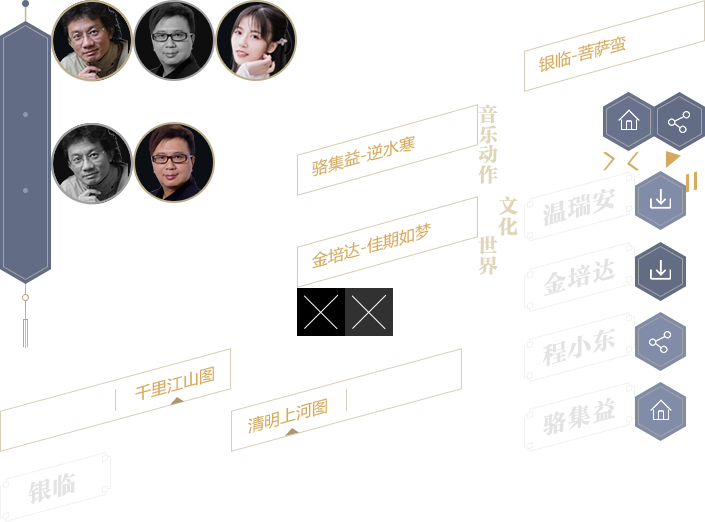 银临-菩萨蛮
骆集益-逆水寒
音乐动作
文化
世界
金培达-佳期如梦
温瑞安
金培达
程小东
骆集益
千里江山图
清明上河图
银临